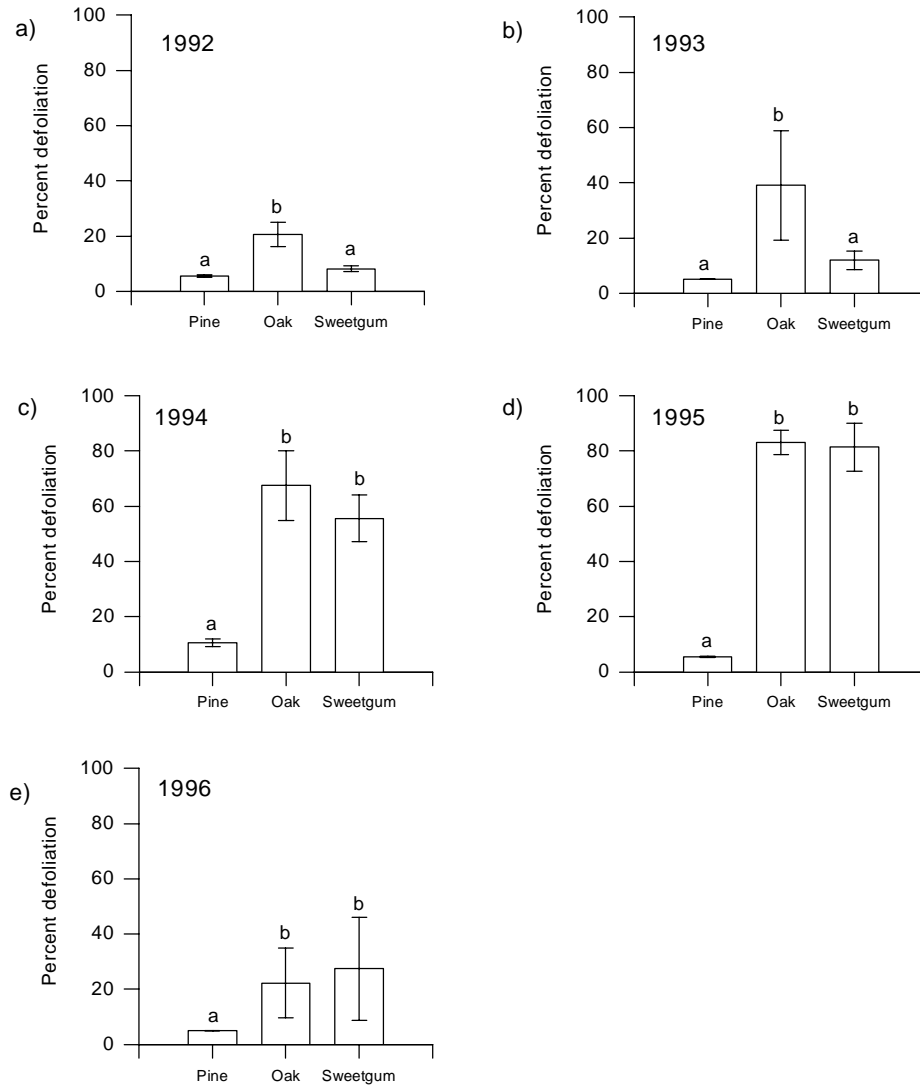 a)
1992
Percent defoliation
100
80
60
40
20
0
a
b
a
Pine
Oak
Sweetgum
b)
1993
Percent defoliation
100
80
60
40
20
0
a
b
a
Pine
Oak
Sweetgum
c)
1994
Percent defoliation
100
80
60
40
20
0
a
b
b
Pine
Oak
Sweetgum
d)
1995
Percent defoliation
100
80
60
40
20
0
a
b
b
Pine
Oak
Sweetgum
e)
1996
Percent defoliation
100
80
60
40
20
0
a
b
b
Pine
Oak
Sweetgum